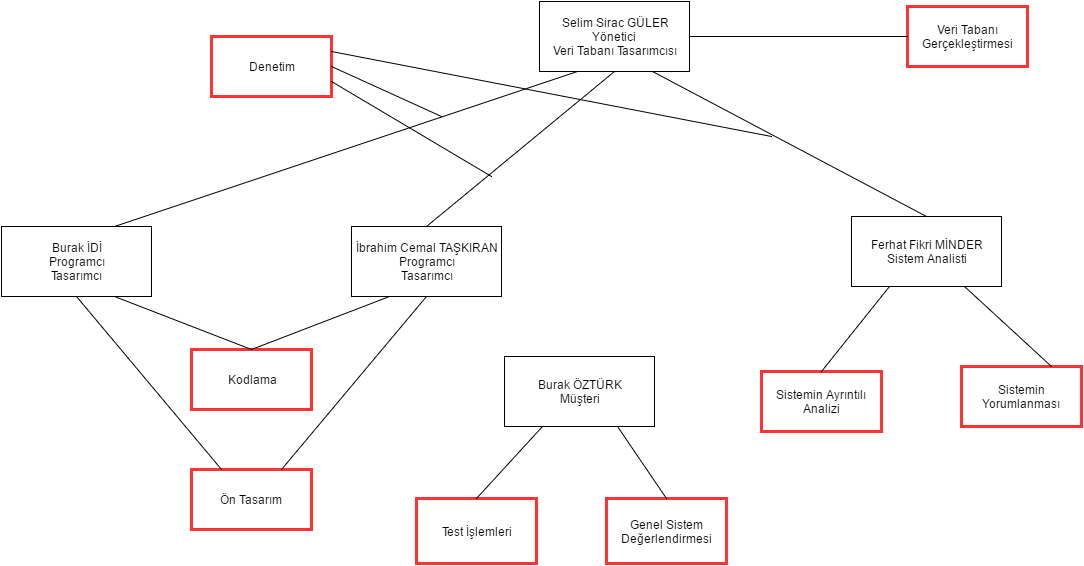 Selim Sirac GÜLER
Yönetici
Veri Tabanı Tasarımcısı
Veri Tabanı
Gerçekleştirmesi
Denetim
Burak İDİ
Programcı
Tasarımcı
İbrahim Cemal TAŞKIRAN
Programcı
Tasarımcı
Ferhat Fikri MİNDER
Sistem Analisti
Kodlama
Burak ÖZTÜRK
Müşteri
Sistemin Ayrıntılı
Analizi
Sistemin
Yorumlanması
Ön Tasarım
Test İşlemleri
Genel Sistem
Değerlendirmesi